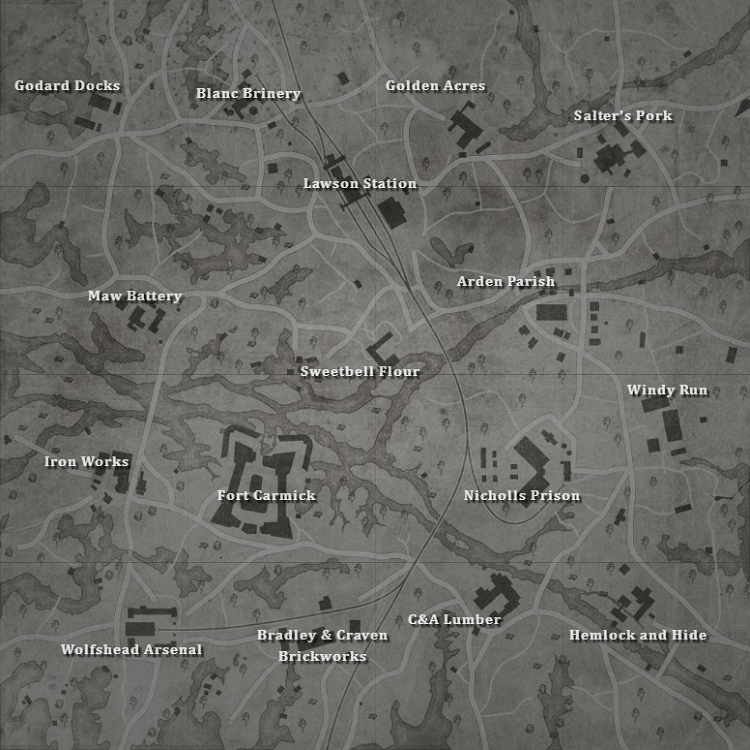 Godard Docks
Blanc Brinery
Golden Acres
Salter's Pork
Lawson Station
Arden Parish
Maw Battery
Sweetbell Flour
Windy Run
Iron Works
Fort Carmick
Nicholls Prison
C&A Lumber
Bradley & Craven
Brickworks
Hemlock and Hide
Wolfshead Arsenal